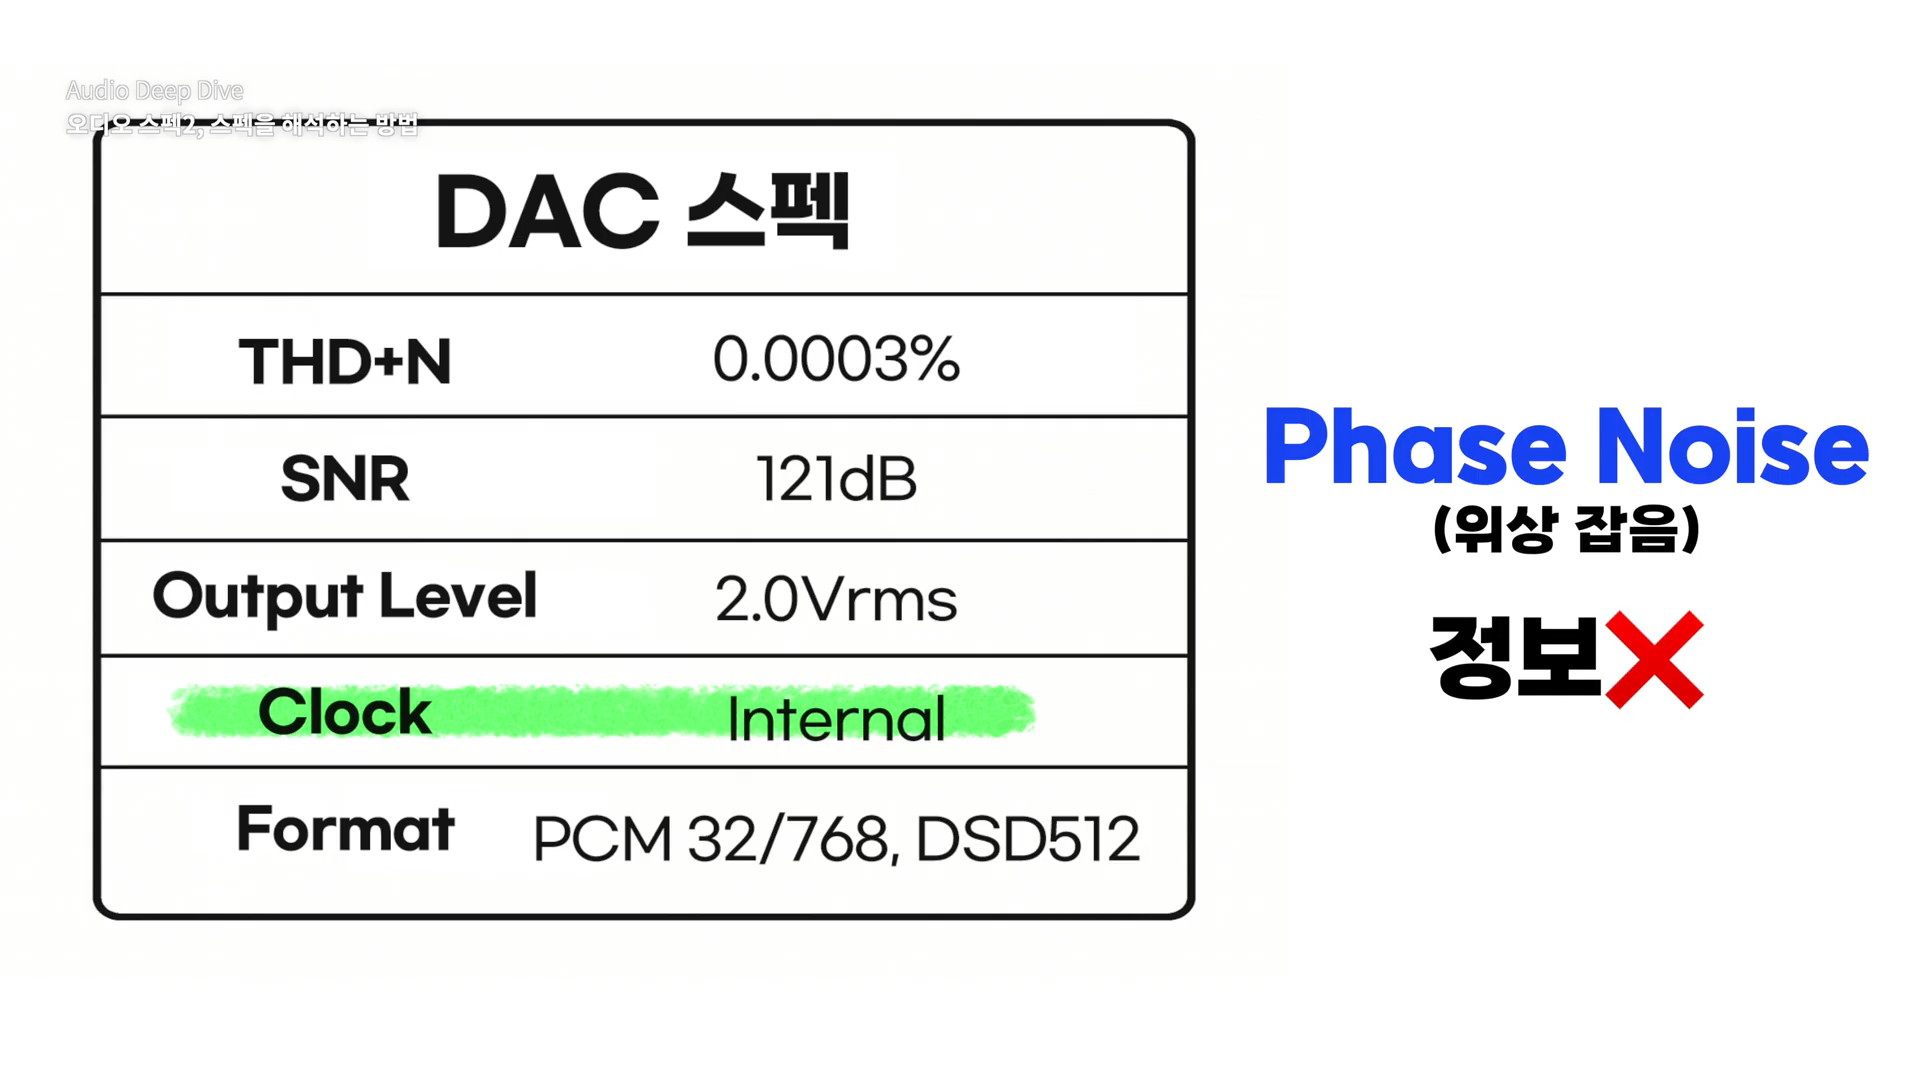 Audio Deep Dive
오디오 스펙2, 스펙을 해석하는 방법
DAC 스펙
THD+N 0.0003%
SNR 121dB
Output Level 2.0Vrms
Clock Internal
Format PCM 32/768, DSD512
Phase Noise
(위상 잡음)
정보❌